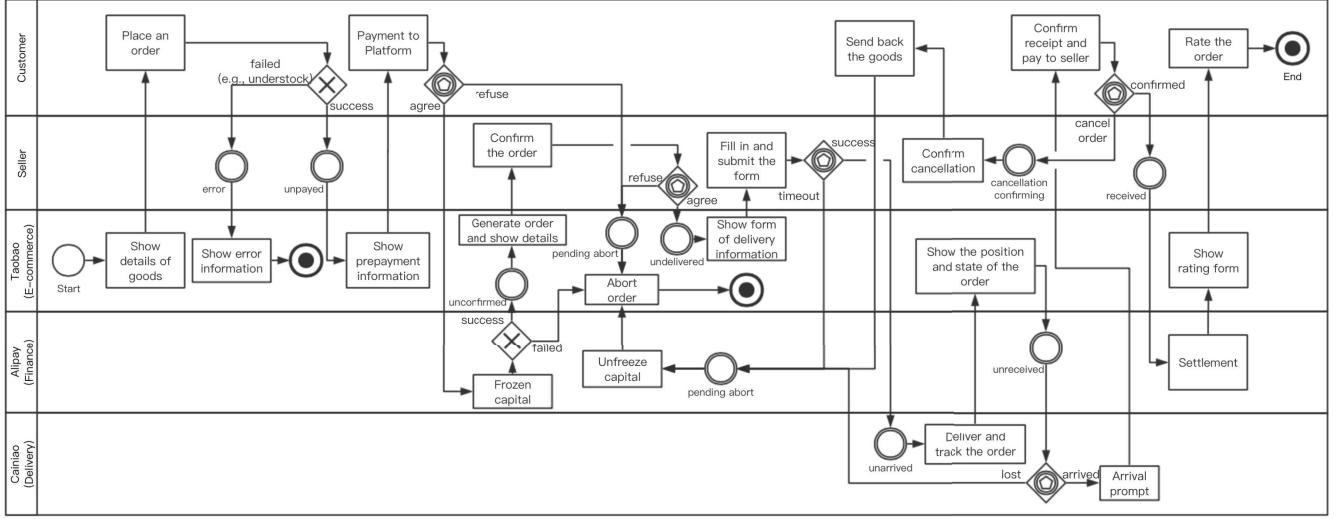 Customer
Place an
order
failed
(e.g., understock)
success
Payment to
Platform
agree
refuse
Send back
the goods
Confirm
receipt and
pay to seller
confirmed
cancel
order
Rate the
order
End
Seller
error
unpayed
Confirm
the order
refuse
agree
Fill in and
submit the
form
success
timeout
Confirm
cancellation
cancellation
confirming
received
Taobao
(E-commerce)
Start
Show
details of
goods
Show error
information
Show
prepayment
information
Generate order
and show details
unconfirmed
pending abort
Abort
order
undelivered
Show form
of delivery
information
Show the position
and state of the
order
Show
rating form
Alipay
(Finance)
success
failed
Frozen
capital
Unfreeze
capital
pending abort
unreceived
Settlement
Cainiao
(Delivery)
unarrived
Deliver and
track the order
lost
arrived
Arrival
prompt